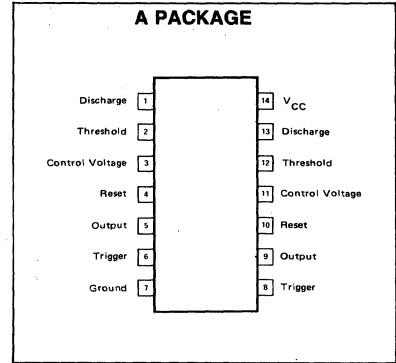 A PACKAGE
Discharge 1 14 VCC
Threshold 2 13 Discharge
Control Voltage 3 12 Threshold
Reset 4 11 Control Voltage
Output 5 10 Reset
Trigger 6 9 Output
Ground 7 8 Trigger